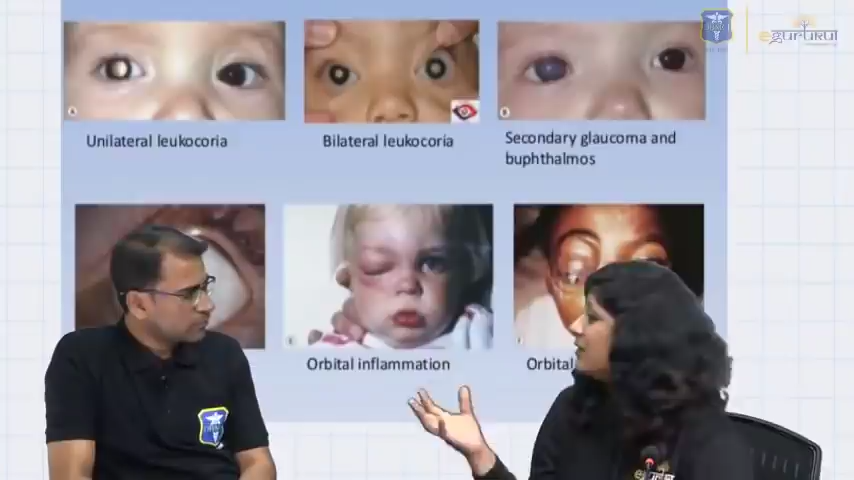 egurukul
Unilateral leukocoria
Bilateral leukocoria
Secondary glaucoma and
buphthalmos
Orbital inflammation
Orbital